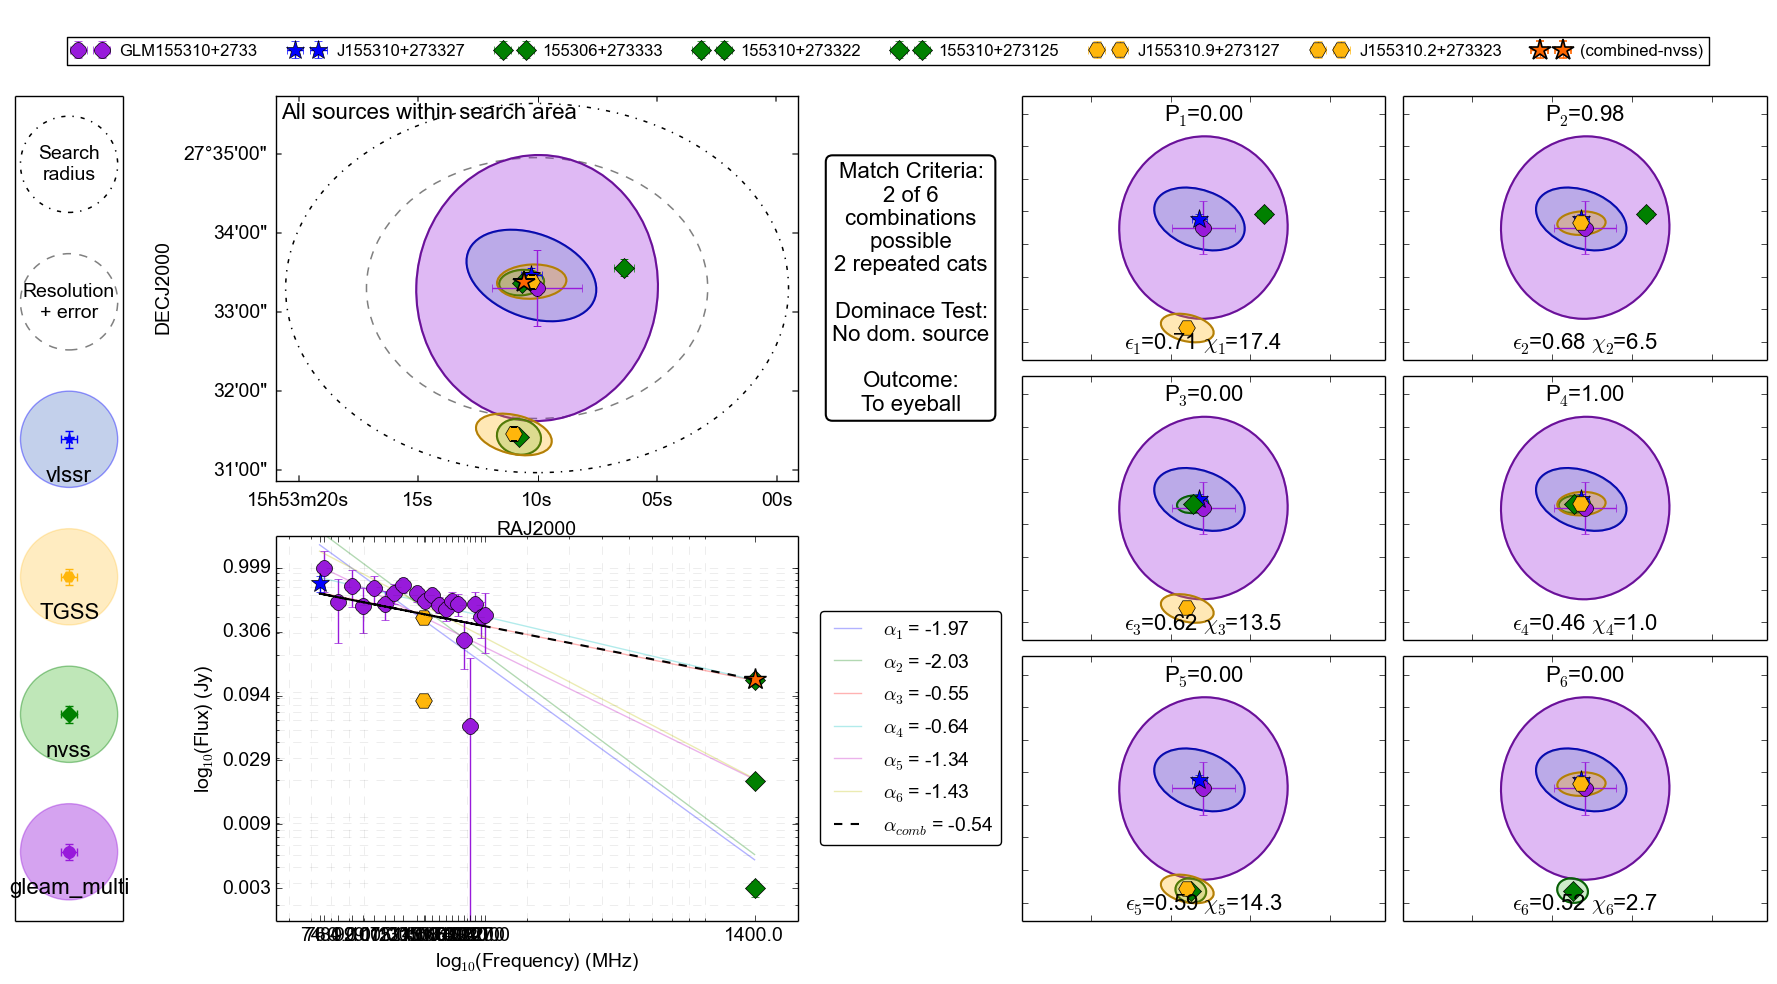 GLM155310+2733 J155310+273327 155306+273333 155310+273322 155310+273125 J155310.9+273127 J155310.2+273323 (combined-nvss)
Search
radius
Resolution
+ error
vlssr
TGSS
nvss
gleam_multi
All sources within search area
DECJ2000
27°35'00"
34'00"
33'00"
32'00"
31'00"
15h53m20s 15s 10s 05s 00s
RAJ2000
log10(Flux) (Jy)
0.999
0.306
0.094
0.029
0.009
0.003
1400.0
log10(Frequency) (MHz)
Match Criteria:
2 of 6
combinations
possible
2 repeated cats
Dominace Test:
No dom. source
Outcome:
To eyeball
α1 = -1.97
α2 = -2.03
α3 = -0.55
α4 = -0.64
α5 = -1.34
α6 = -1.43
αcomb = -0.54
P1=0.00
ϵ1=0.71 χ1=17.4
P2=0.98
ϵ2=0.68 χ2=6.5
P3=0.00
ϵ3=0.62 χ3=13.5
P4=1.00
ϵ4=0.46 χ4=1.0
P5=0.00
ϵ5=0.59 χ5=14.3
P6=0.00
ϵ6=0.52 χ6=2.7